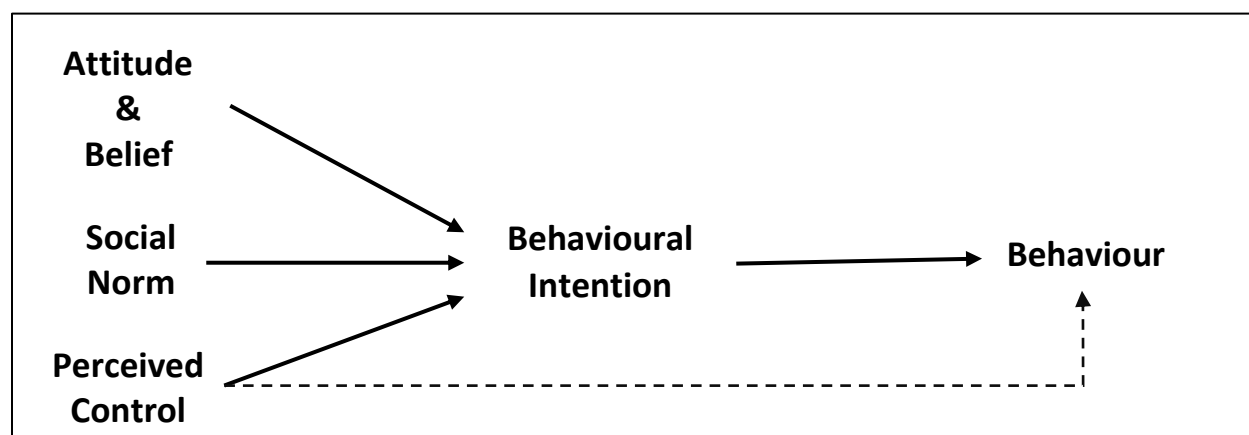 Attitude
&
Belief
Social
Norm
Behavioural
Intention
Behaviour
Perceived
Control